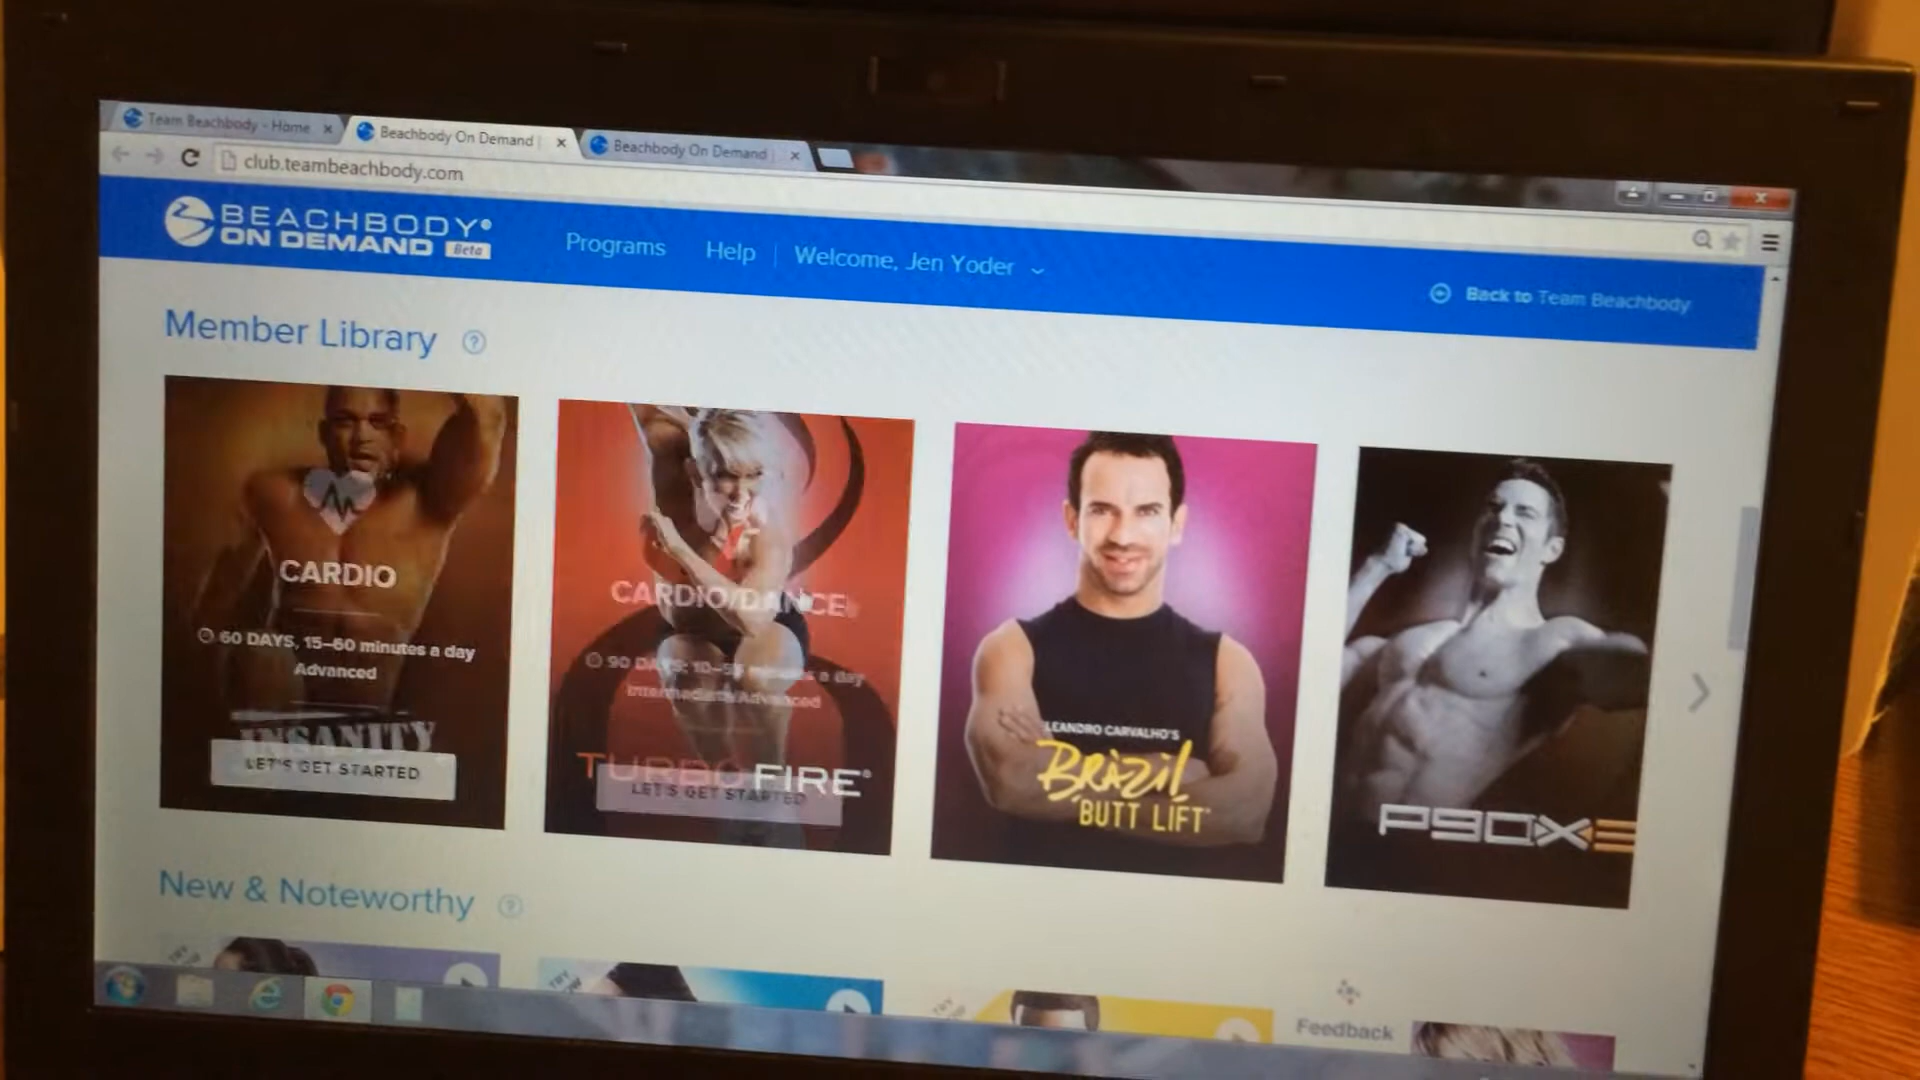 Team Beachbody - Home
Beachbody On Demand
Beachbody On Demand
club.teambeachbody.com
BEACHBODY®
ON DEMAND Beta
Programs
Help
Welcome, Jen Yoder
Back to Team Beachbody
Member Library ?
CARDIO
60 DAYS, 15–60 minutes a day
Advanced
INSANITY
LET'S GET STARTED
CARDIO/DANCE
90 DAYS; minutes a day
Intermediate/Advanced
TURBO FIRE®
LET'S GET STARTED
LEANDRO CARVALHO'S
BRAZIL
BUTT LIFT
P90X3
New & Noteworthy ?
TRY
TRY
TRY
Feedback